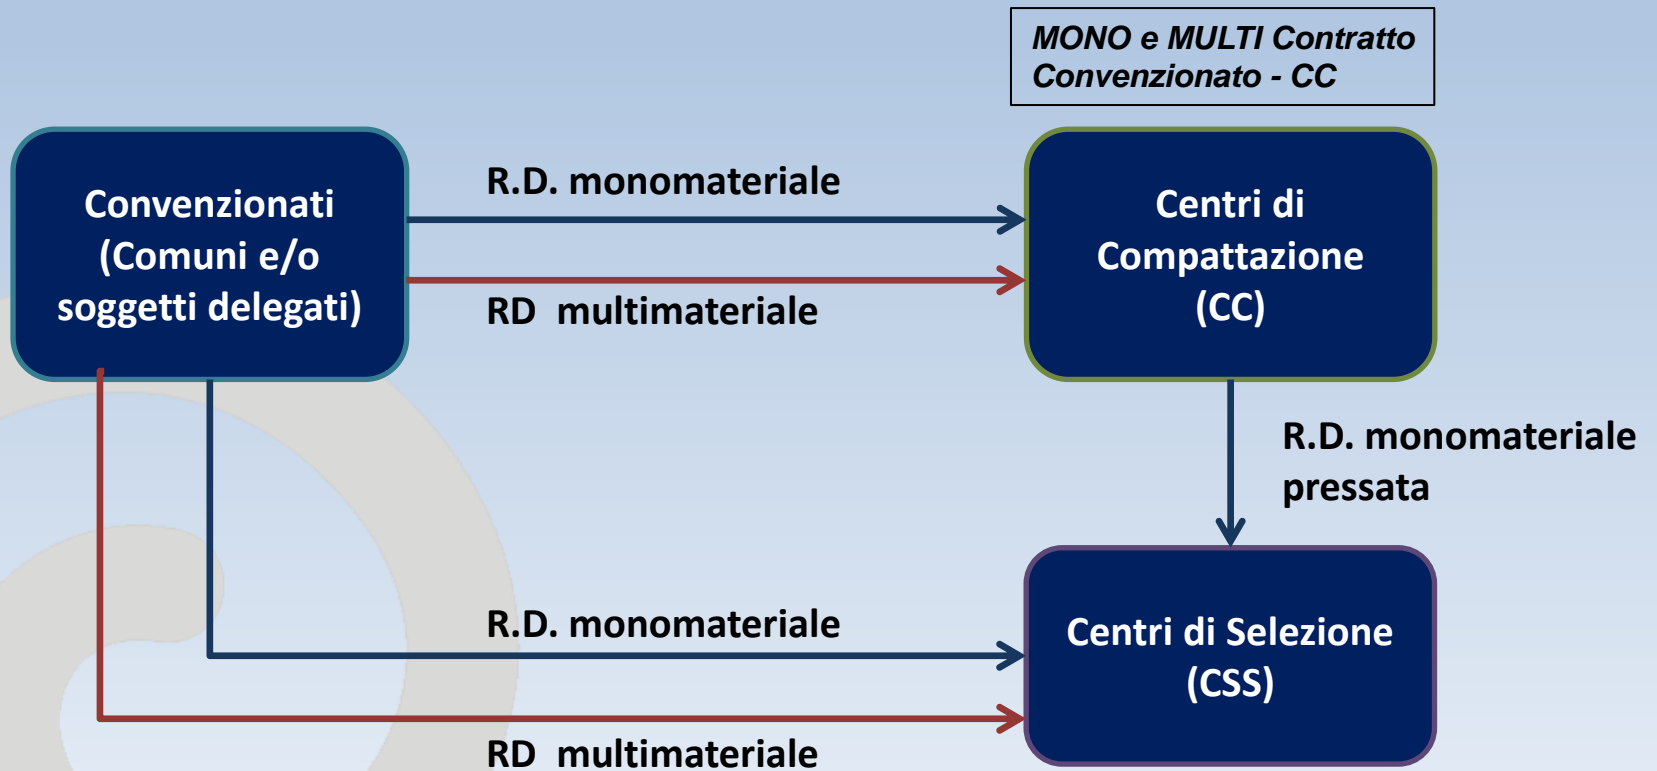 MONO e MULTI Contratto
Convenzionato - CC
Convenzionati
(Comuni e/o
soggetti delegati)
R.D. monomateriale
RD  multimateriale
Centri di
Compattazione
(CC)
R.D. monomateriale
pressata
R.D. monomateriale
RD  multimateriale
Centri di Selezione
(CSS)